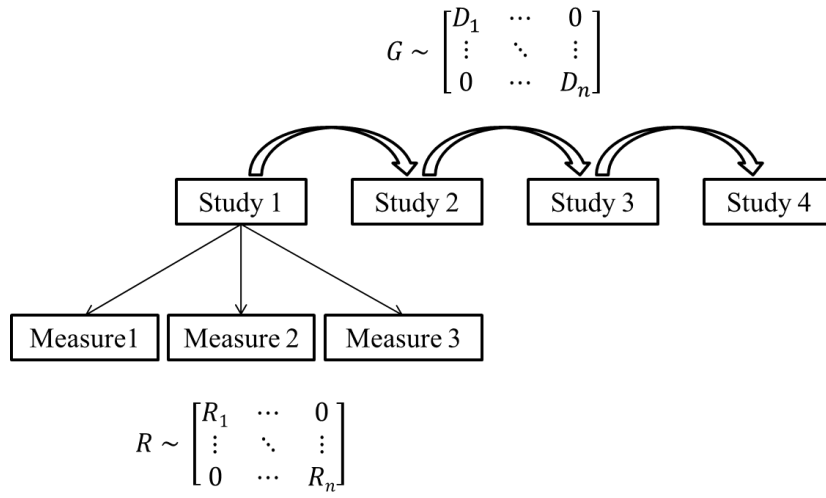 G ~ [D₁ ⋯ 0
⋮ ⋱ ⋮
0 ⋯ Dₙ]
Study 1 Study 2 Study 3 Study 4
Measure1 Measure 2 Measure 3
R ~ [R₁ ⋯ 0
⋮ ⋱ ⋮
0 ⋯ Rₙ]